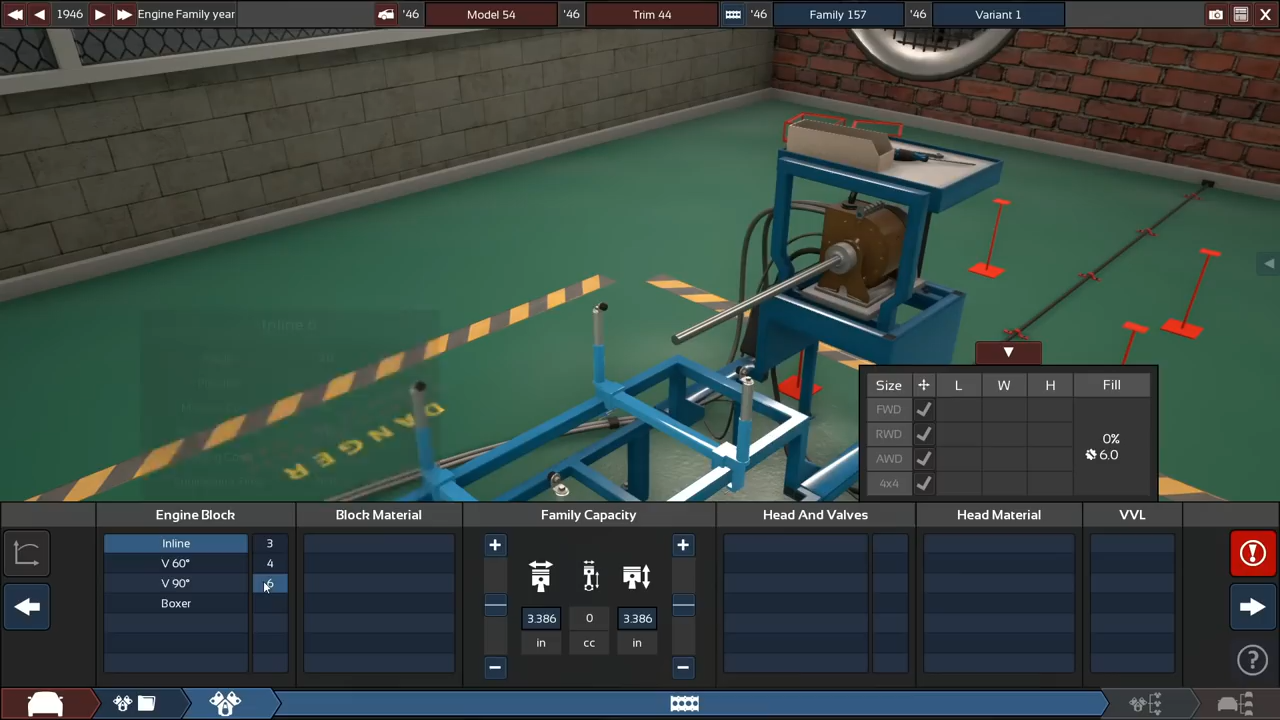 1946 Engine Family year '46 Model 54 '46 Trim 44 '46 Family 157 '46 Variant 1
Inline 6
DANGER
Size L W H Fill
FWD
RWD
AWD
4x4
0%
6.0
Engine Block Block Material Family Capacity Head And Valves Head Material VVL
Inline 3
V 60° 4
V 90° 6
Boxer
+ +
3.386 0 3.386
in cc in
- -